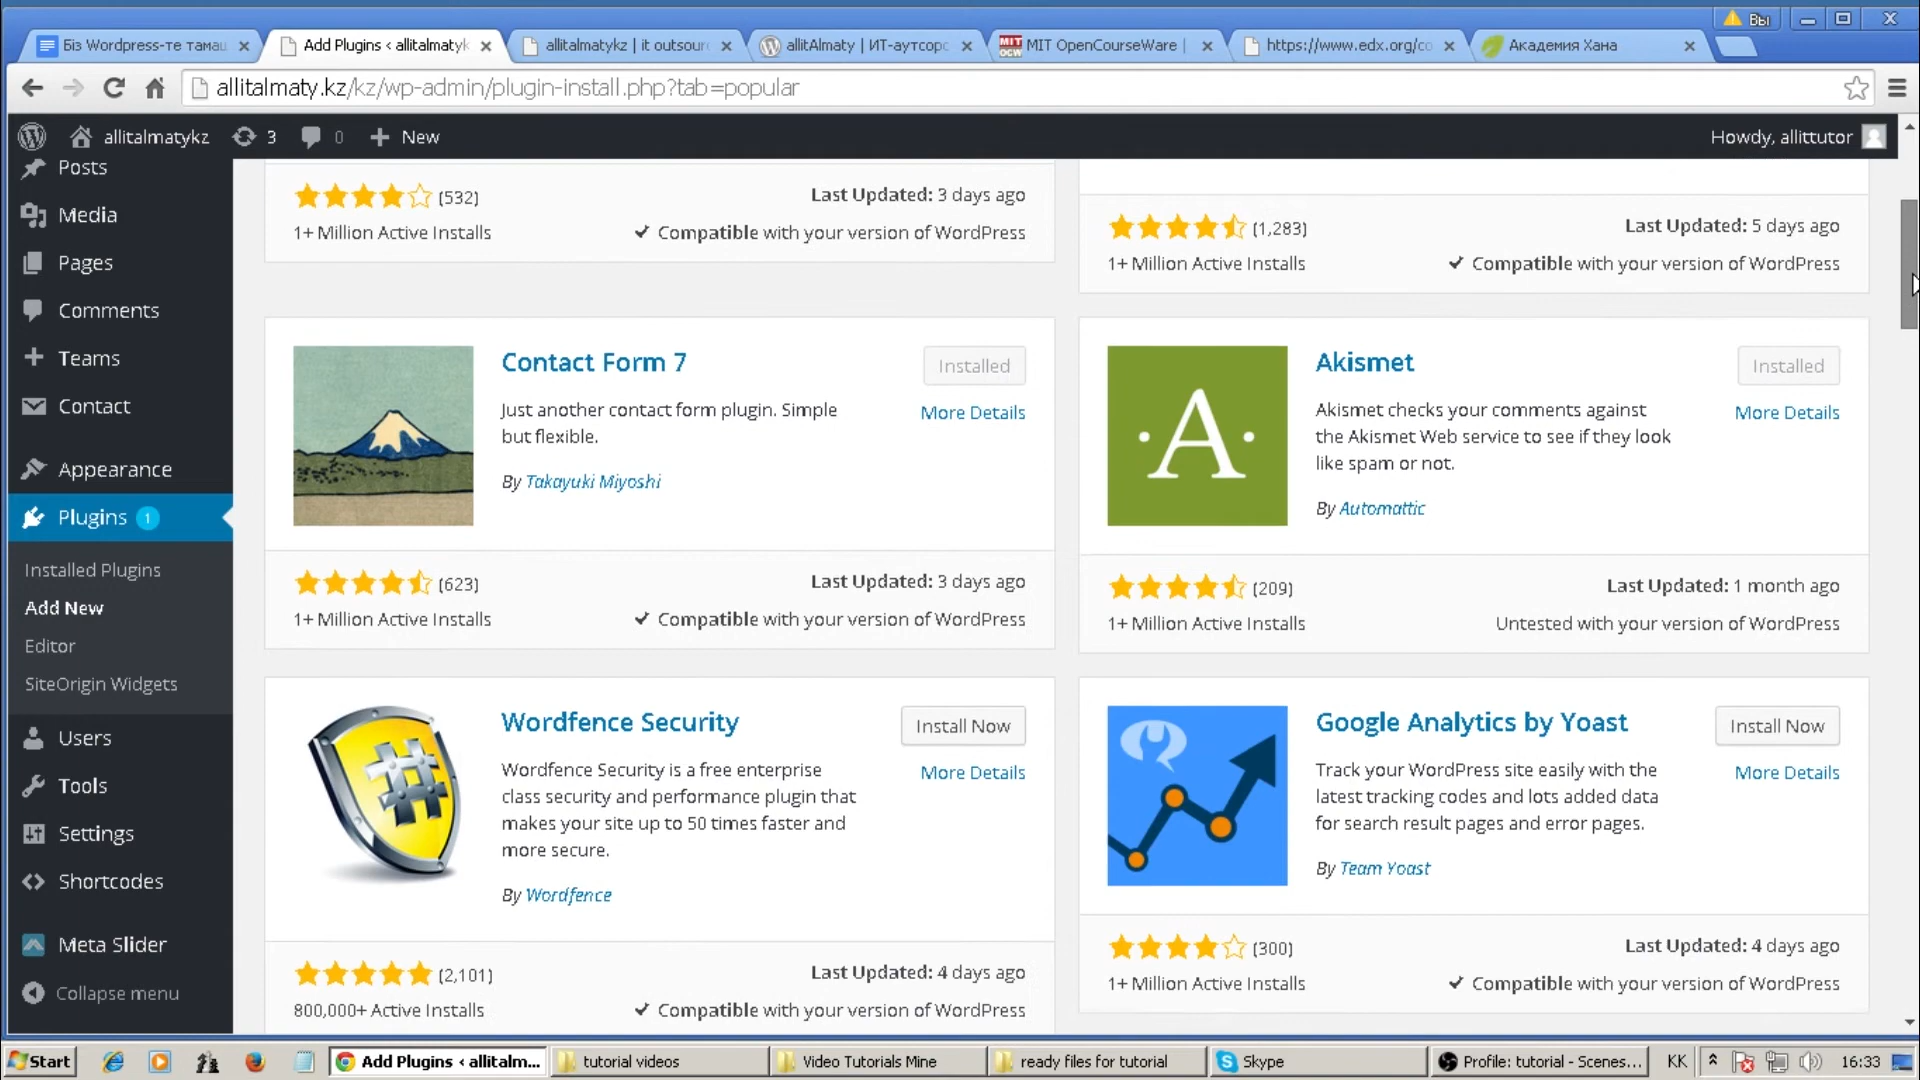 Вы
Біз Wordpress-те тамаш
Add Plugins ‹ allitalmatyk
allitalmatykz | it outsour
allitAlmaty | ИТ-аутсорс
MIT OpenCourseWare |
https://www.edx.org/co
Академия Хана
allitalmaty.kz/kz/wp-admin/plugin-install.php?tab=popular
allitalmatykz
3
0
New
Howdy, allittutor
Posts
Media
Pages
Comments
Teams
Contact
Appearance
Plugins 1
Installed Plugins
Add New
Editor
SiteOrigin Widgets
Users
Tools
Settings
Shortcodes
Meta Slider
Collapse menu
(532)
Last Updated: 3 days ago
1+ Million Active Installs
Compatible with your version of WordPress
(1,283)
Last Updated: 5 days ago
1+ Million Active Installs
Compatible with your version of WordPress
Contact Form 7
Installed
More Details
Just another contact form plugin. Simple
but flexible.
By Takayuki Miyoshi
(623)
Last Updated: 3 days ago
1+ Million Active Installs
Compatible with your version of WordPress
·A·
Akismet
Installed
More Details
Akismet checks your comments against
the Akismet Web service to see if they look
like spam or not.
By Automattic
(209)
Last Updated: 1 month ago
1+ Million Active Installs
Untested with your version of WordPress
Wordfence Security
Install Now
More Details
Wordfence Security is a free enterprise
class security and performance plugin that
makes your site up to 50 times faster and
more secure.
By Wordfence
(2,101)
Last Updated: 4 days ago
800,000+ Active Installs
Compatible with your version of WordPress
Google Analytics by Yoast
Install Now
More Details
Track your WordPress site easily with the
latest tracking codes and lots added data
for search result pages and error pages.
By Team Yoast
(300)
Last Updated: 4 days ago
1+ Million Active Installs
Compatible with your version of WordPress
Start
Add Plugins ‹ allitalm...
tutorial videos
Video Tutorials Mine
ready files for tutorial
Skype
Profile: tutorial - Scenes...
KK
16:33